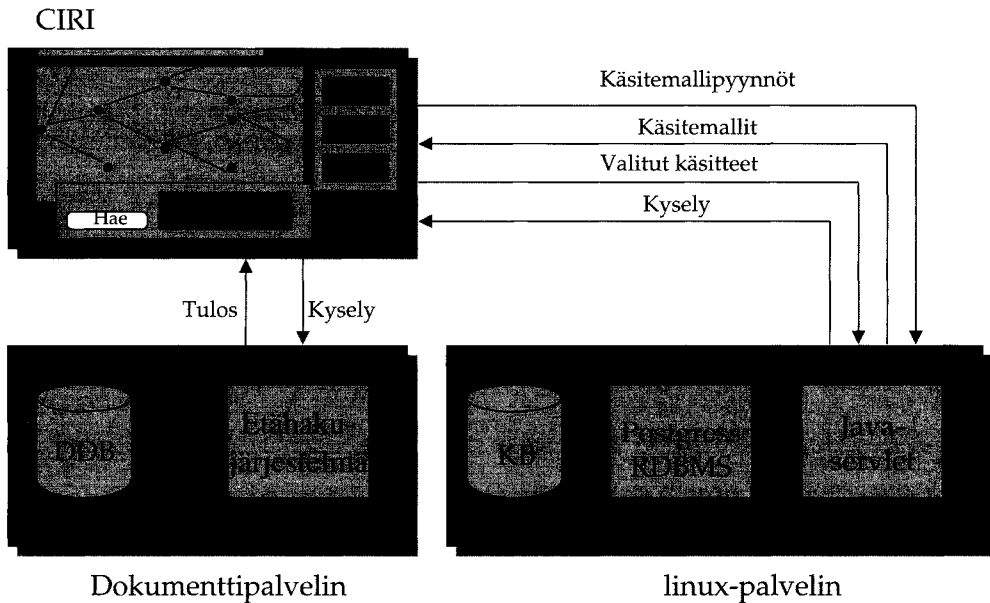 CIRI
Käsitemallipyynnöt
Käsitemallit
Valitut käsitteet
Kysely
Hae
Tulos
Kysely
DDB
Etähaku-
järjestelmä
KB
Postgress
RDBMS
Java-
servlet
Dokumenttipalvelin
linux-palvelin